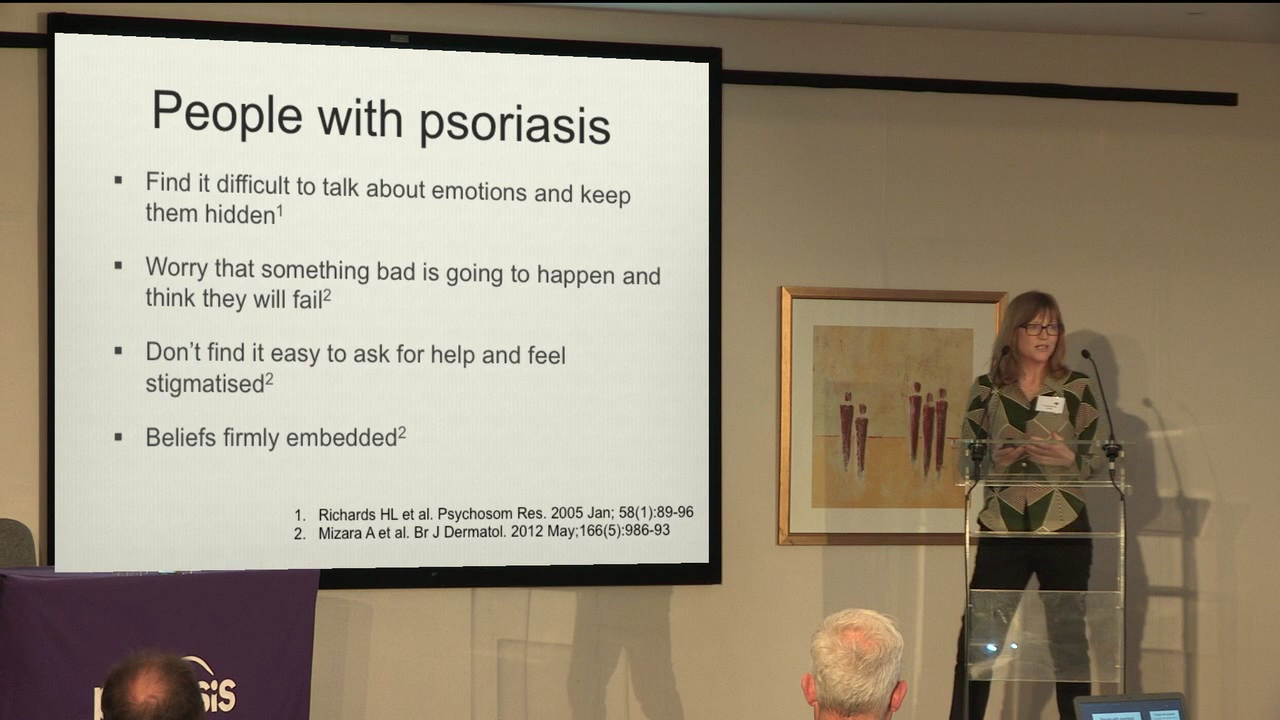 People with psoriasis
▪ Find it difficult to talk about emotions and keep
them hidden1
▪ Worry that something bad is going to happen and
think they will fail2
▪ Don't find it easy to ask for help and feel
stigmatised2
▪ Beliefs firmly embedded2
1. Richards HL et al. Psychosom Res. 2005 Jan; 58(1):89-96
2. Mizara A et al. Br J Dermatol. 2012 May;166(5):986-93